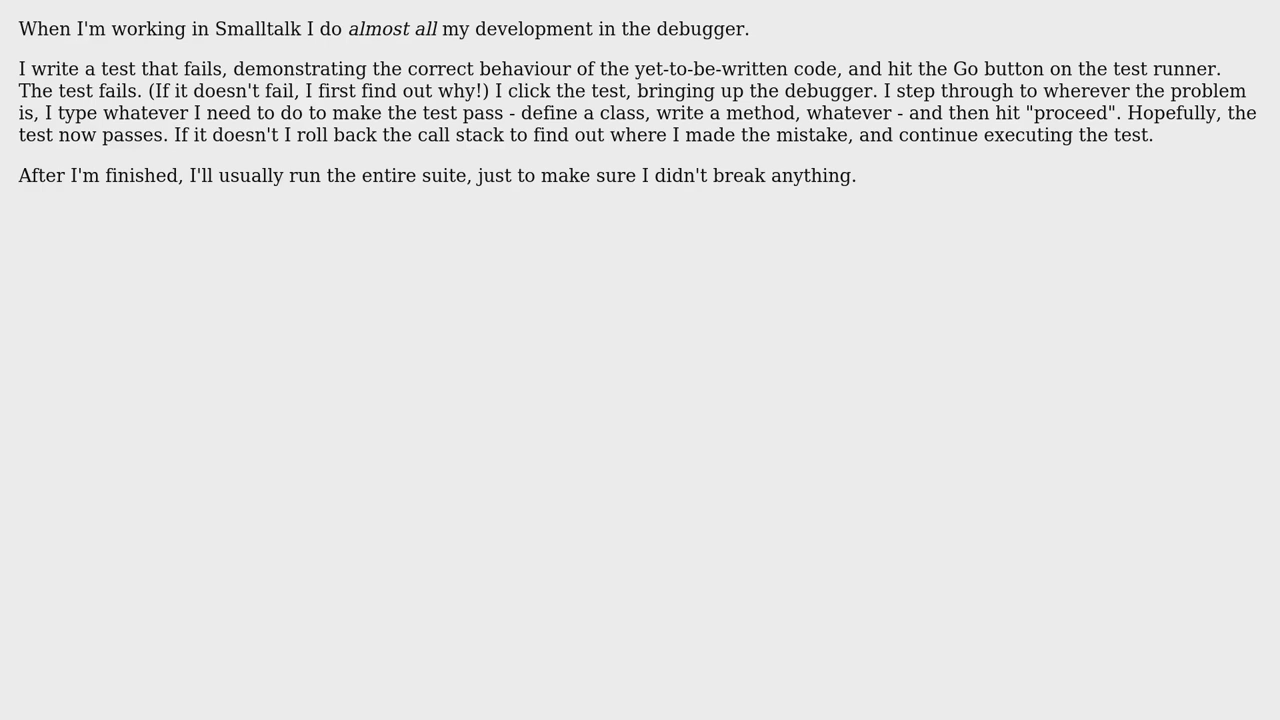 When I'm working in Smalltalk I do almost all my development in the debugger.
I write a test that fails, demonstrating the correct behaviour of the yet-to-be-written code, and hit the Go button on the test runner.
The test fails. (If it doesn't fail, I first find out why!) I click the test, bringing up the debugger. I step through to wherever the problem
is, I type whatever I need to do to make the test pass - define a class, write a method, whatever - and then hit "proceed". Hopefully, the
test now passes. If it doesn't I roll back the call stack to find out where I made the mistake, and continue executing the test.
After I'm finished, I'll usually run the entire suite, just to make sure I didn't break anything.